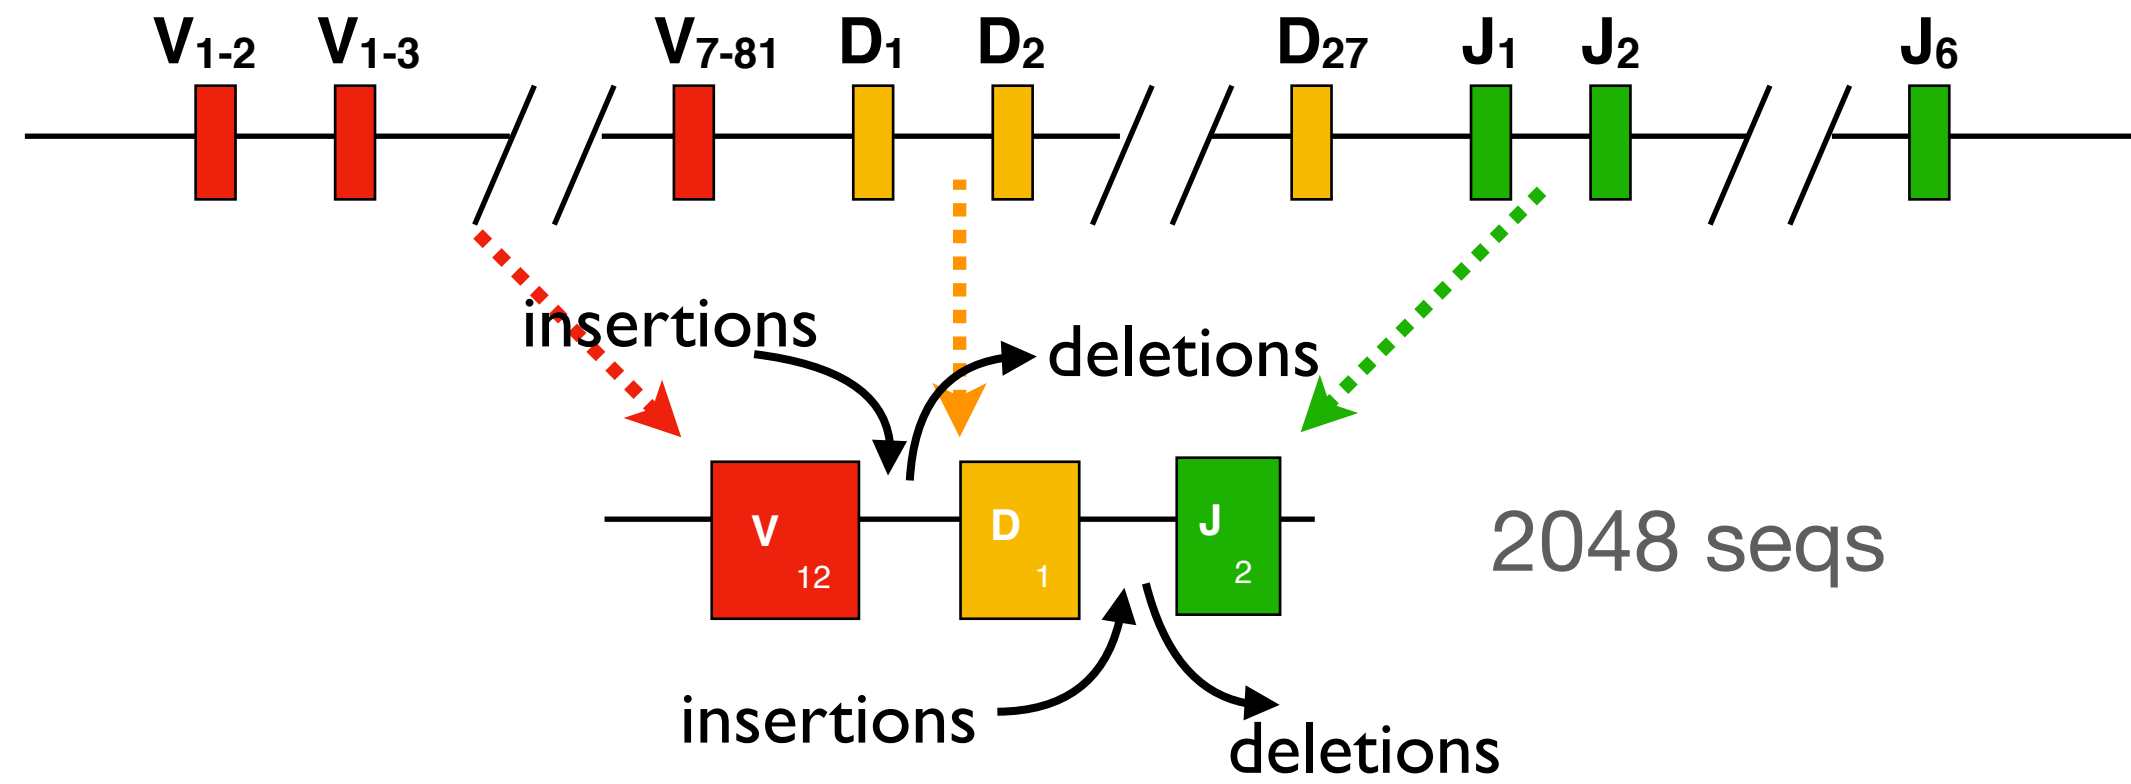 V1-2 V1-3 V7-81 D1 D2 D27 J1 J2 J6
insertions
deletions
V 12 D 1 J 2
2048 seqs
insertions
deletions